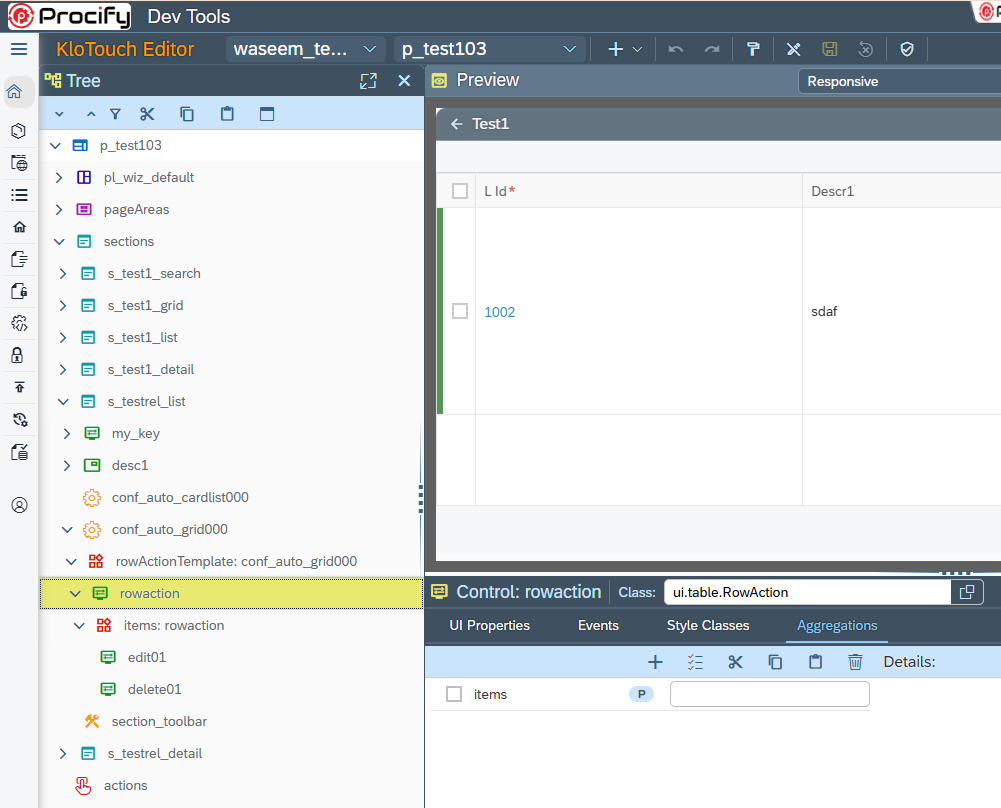 Procify Dev Tools
KloTouch Editor waseem_te... p_test103
Tree
Preview
Responsive
Test1
p_test103
pl_wiz_default
pageAreas
sections
s_test1_search
s_test1_grid
s_test1_list
s_test1_detail
s_testrel_list
my_key
desc1
conf_auto_cardlist000
conf_auto_grid000
rowActionTemplate: conf_auto_grid000
rowaction
items: rowaction
edit01
delete01
section_toolbar
s_testrel_detail
actions
L Id* Descr1
1002 sdaf
Control: rowaction Class: ui.table.RowAction
UI Properties Events Style Classes Aggregations
Details:
items P